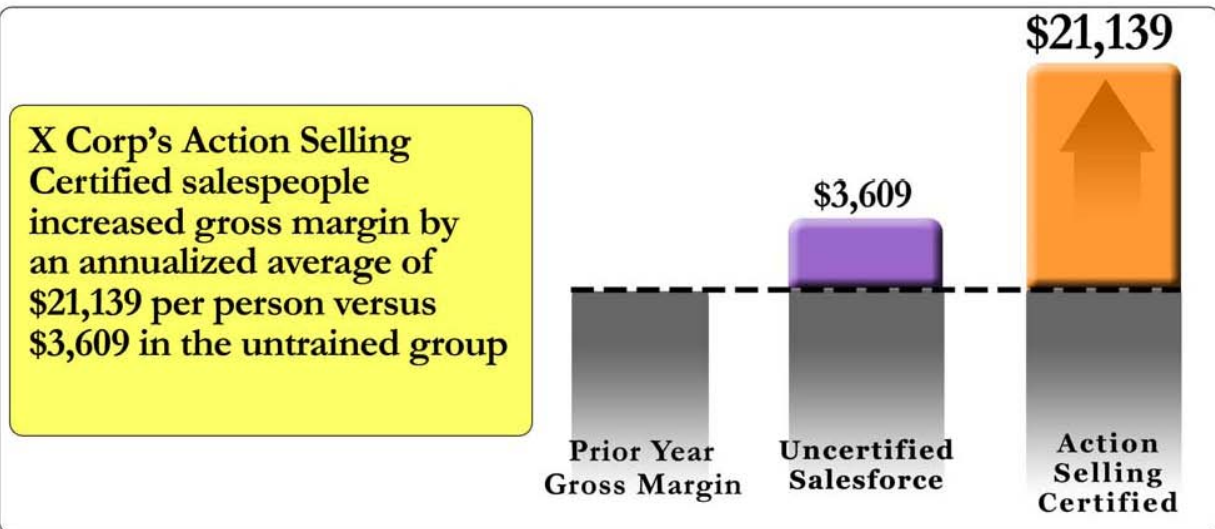 X Corp's Action Selling
Certified salespeople
increased gross margin by
an annualized average of
$21,139 per person versus
$3,609 in the untrained group
$21,139
$3,609
Prior Year
Gross Margin
Uncertified
Salesforce
Action
Selling
Certified